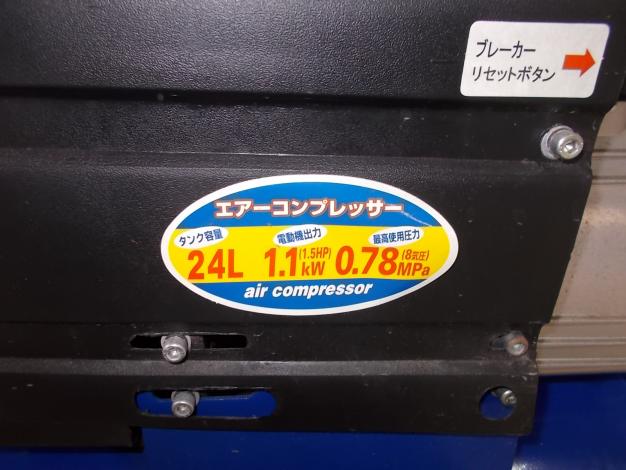 ブレーカー
リセットボタン
エアーコンプレッサー
タンク容量 電動機出力 最高使用圧力
24L 1.1kW (1.5HP) 0.78MPa (8気圧)
air compressor